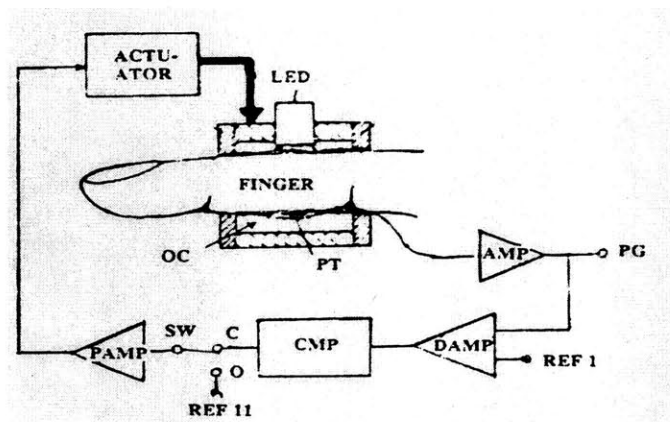 ACTU-
ATOR
LED
FINGER
OC
PT
AMP
PG
SW
C
PAMP
CMP
DAMP
REF 1
O
REF 11